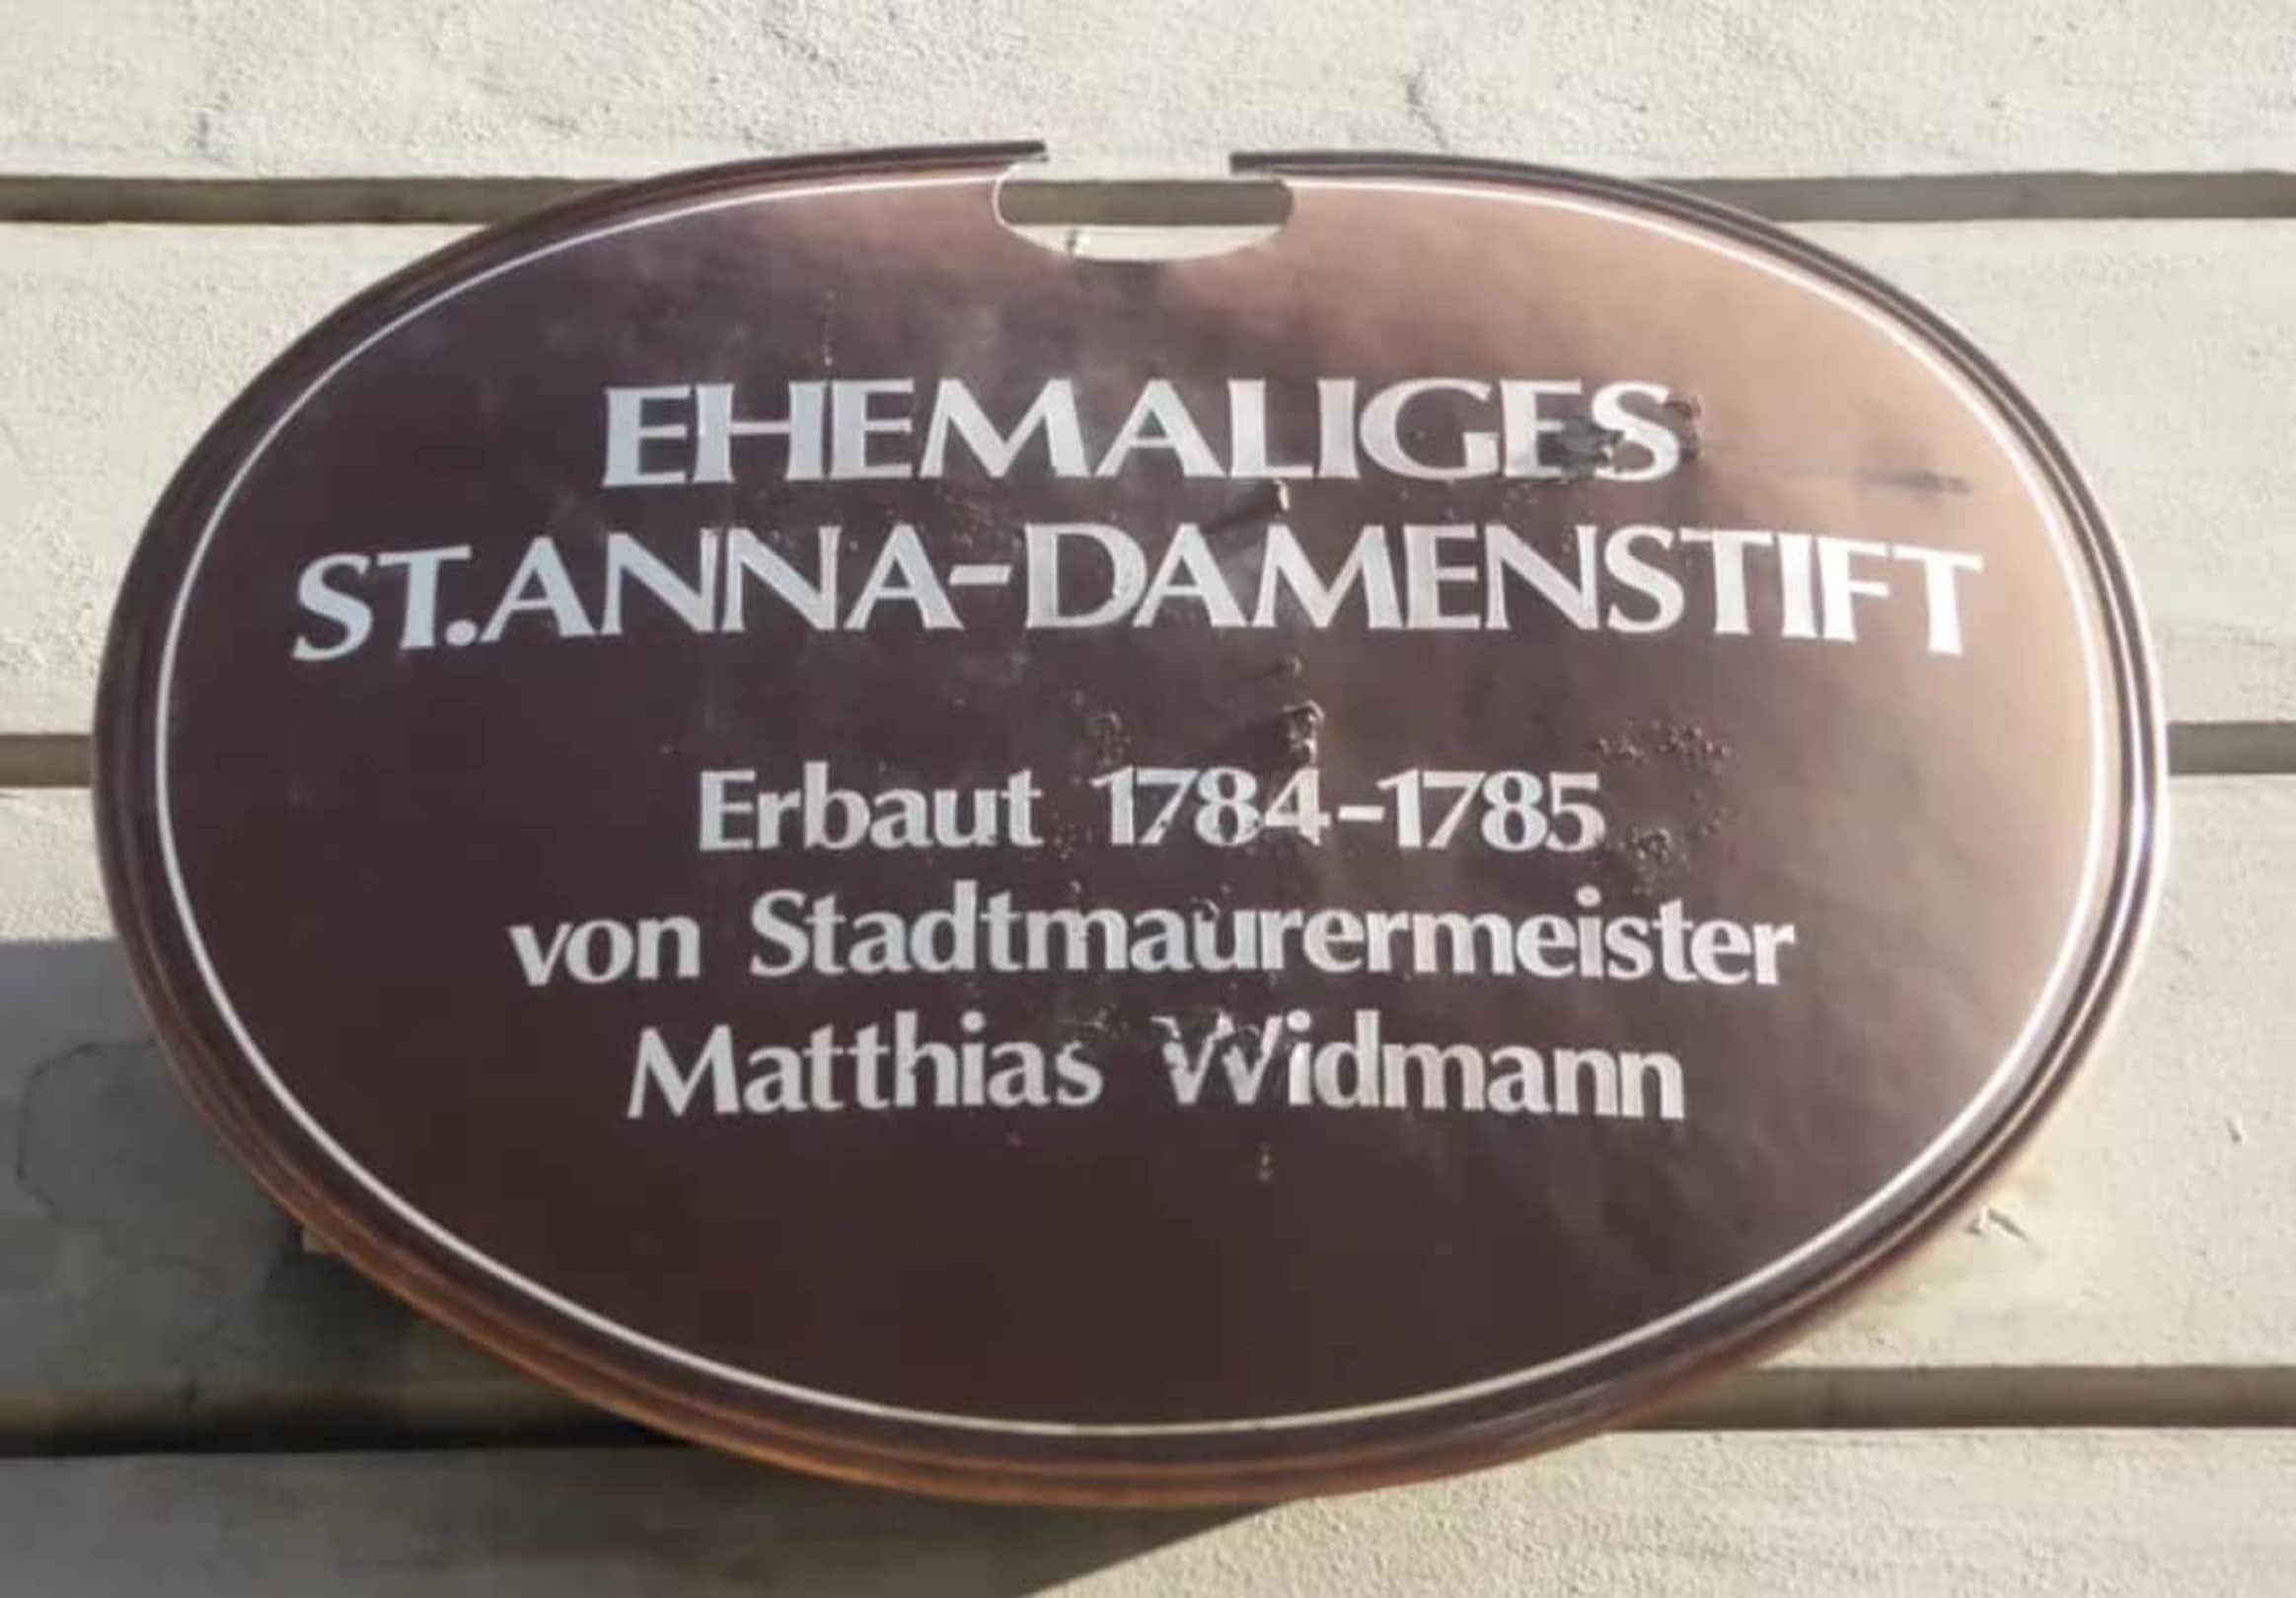 EHEMALIGES
ST.ANNA-DAMENSTIFT
Erbaut 1784-1785
von Stadtmaurermeister
Matthias Widmann